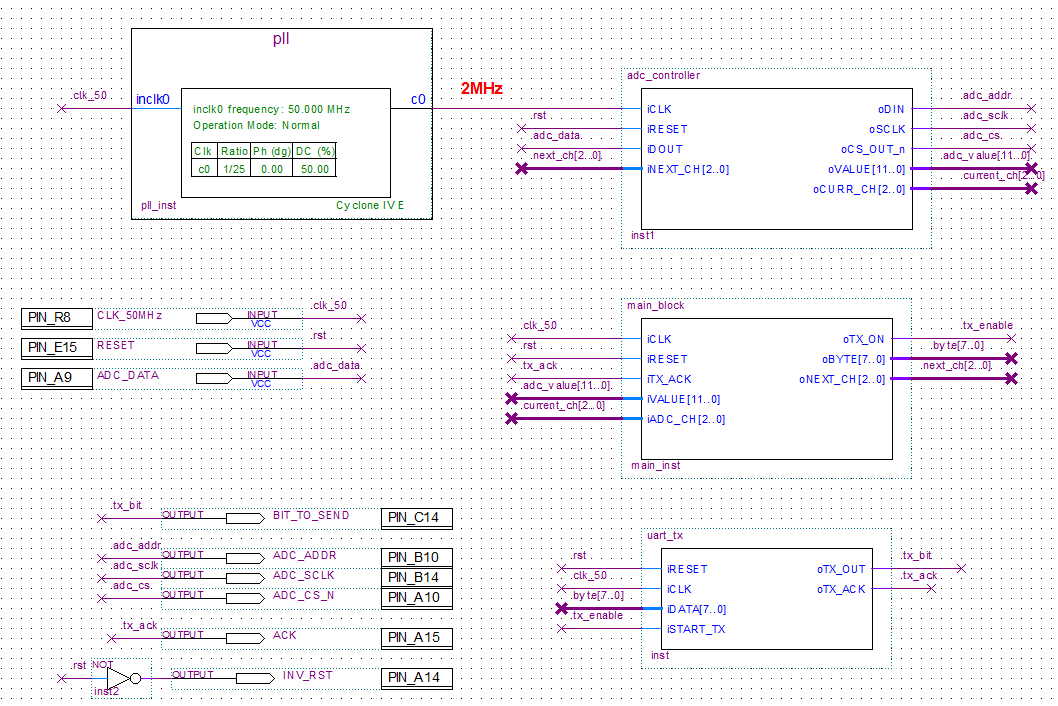 pll
clk_50
inclk0
c0
inclk0 frequency: 50.000 MHz
Operation Mode: Normal
Clk Ratio Ph (dg) DC (%)
c0 1/25 0.00 50.00
pll_inst
Cyclone IV E
2MHz
adc_controller
rst
adc_data
next_ch[2..0]
iCLK
iRESET
iDOUT
iNEXT_CH[2..0]
oDIN
oSCLK
oCS_OUT_n
oVALUE[11..0]
oCURR_CH[2..0]
adc_addr
adc_sclk
adc_cs
adc_value[11..0]
current_ch[2..0]
inst1
PIN_R8
CLK_50MHz
INPUT
VCC
clk_50
PIN_E15
RESET
INPUT
VCC
rst
PIN_A9
ADC_DATA
INPUT
VCC
adc_data
main_block
clk_50
rst
tx_ack
adc_value[11..0]
current_ch[2..0]
iCLK
iRESET
iTX_ACK
iVALUE[11..0]
iADC_CH[2..0]
oTX_ON
oBYTE[7..0]
oNEXT_CH[2..0]
tx_enable
byte[7..0]
next_ch[2..0]
main_inst
tx_bit
OUTPUT
BIT_TO_SEND
PIN_C14
adc_addr
OUTPUT
ADC_ADDR
PIN_B10
adc_sclk
OUTPUT
ADC_SCLK
PIN_B14
adc_cs
OUTPUT
ADC_CS_N
PIN_A10
tx_ack
OUTPUT
ACK
PIN_A15
rst
NOT
inst2
OUTPUT
INV_RST
PIN_A14
uart_tx
rst
clk_50
byte[7..0]
tx_enable
iRESET
iCLK
iDATA[7..0]
iSTART_TX
oTX_OUT
oTX_ACK
tx_bit
tx_ack
inst